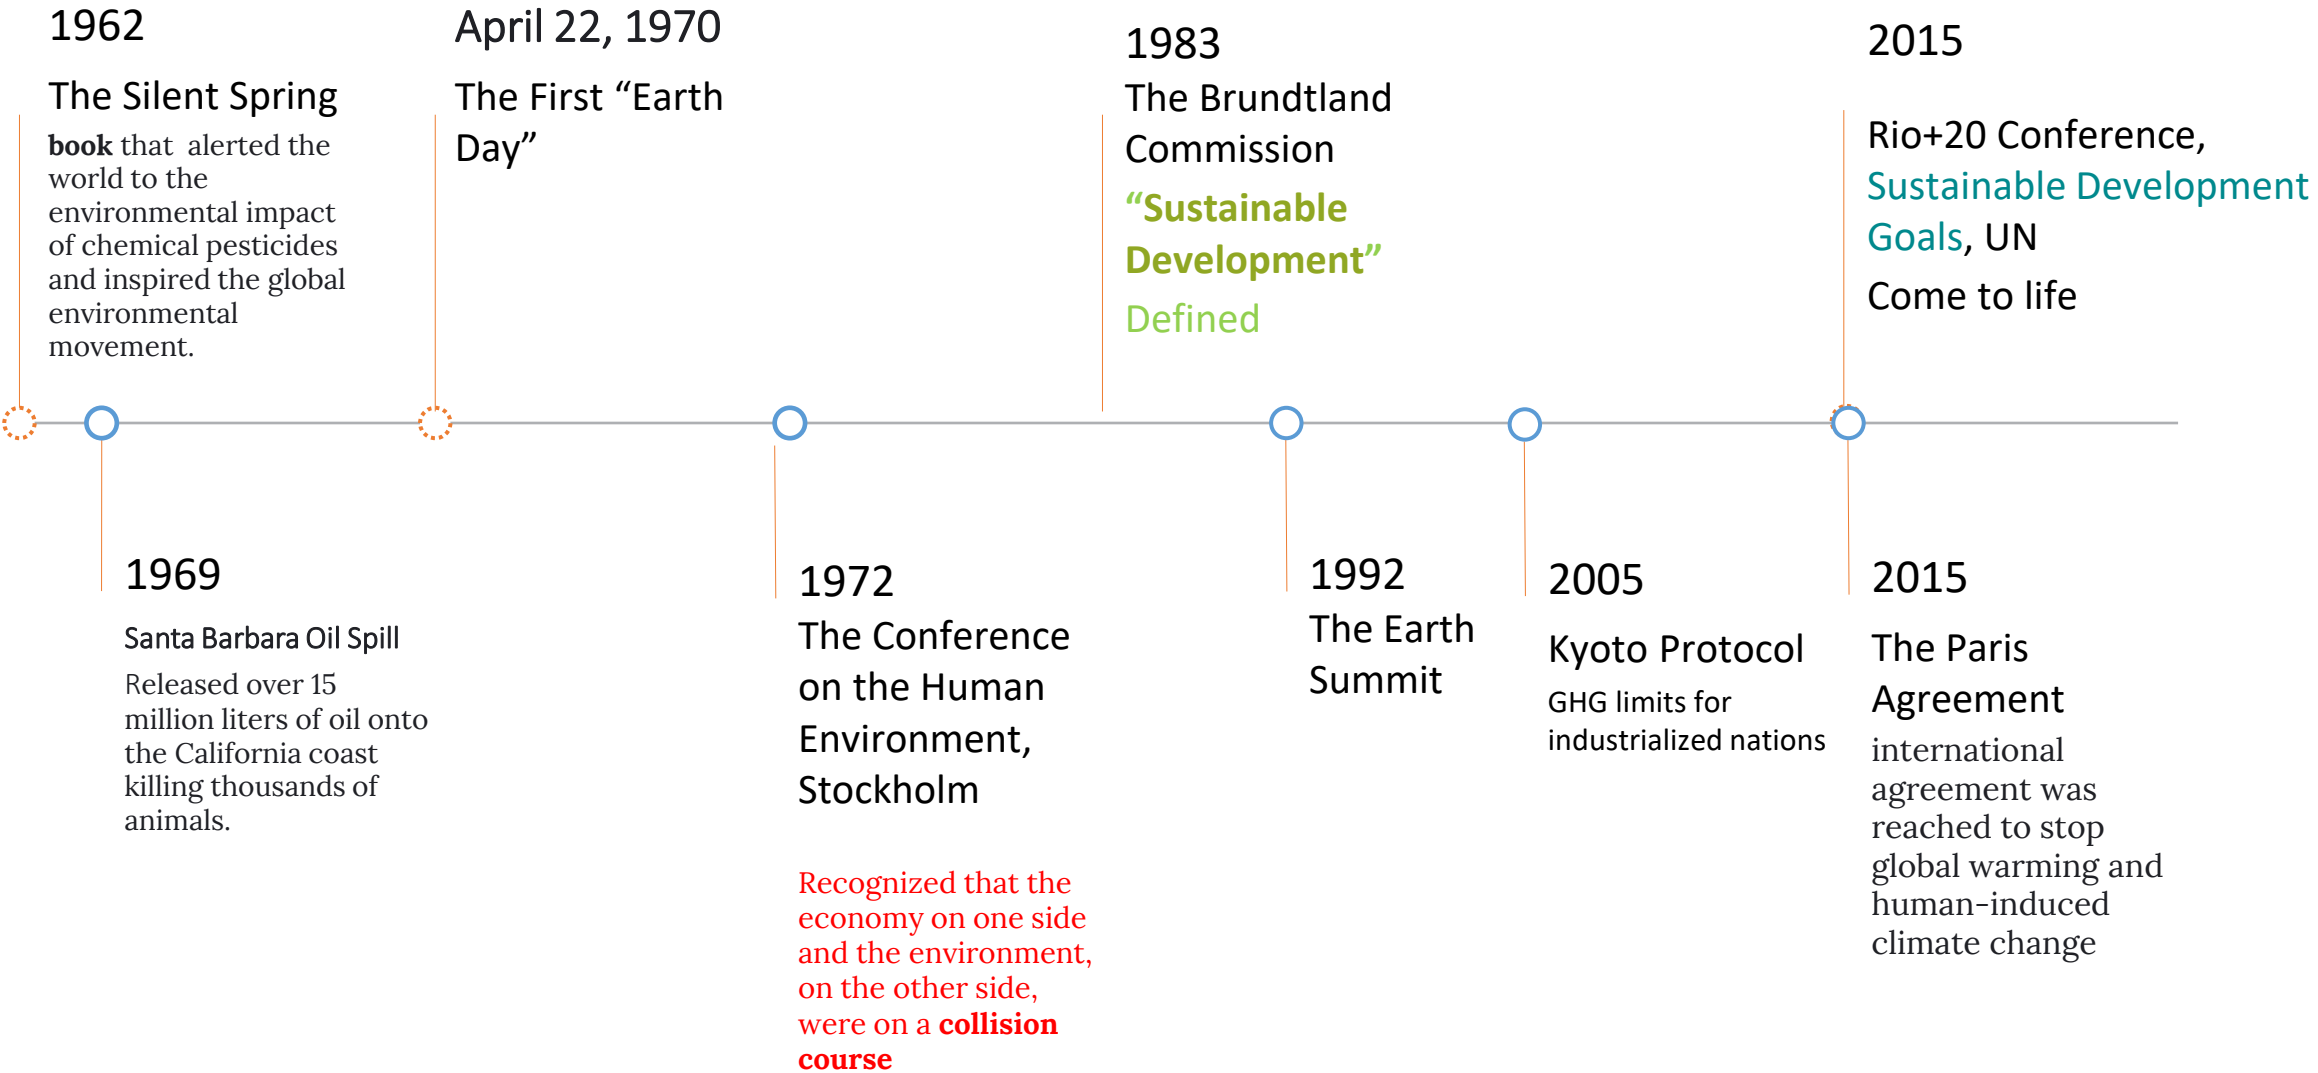 1962
The Silent Spring
book that alerted the
world to the
environmental impact
of chemical pesticides
and inspired the global
environmental
movement.
April 22, 1970
The First “Earth
Day”
1983
The Brundtland
Commission
“Sustainable
Development”
Defined
2015
Rio+20 Conference,
Sustainable Development
Goals, UN
Come to life
1969
Santa Barbara Oil Spill
Released over 15
million liters of oil onto
the California coast
killing thousands of
animals.
1972
The Conference
on the Human
Environment,
Stockholm
Recognized that the
economy on one side
and the environment,
on the other side,
were on a collision
course
1992
The Earth
Summit
2005
Kyoto Protocol
GHG limits for
industrialized nations
2015
The Paris
Agreement
international
agreement was
reached to stop
global warming and
human-induced
climate change